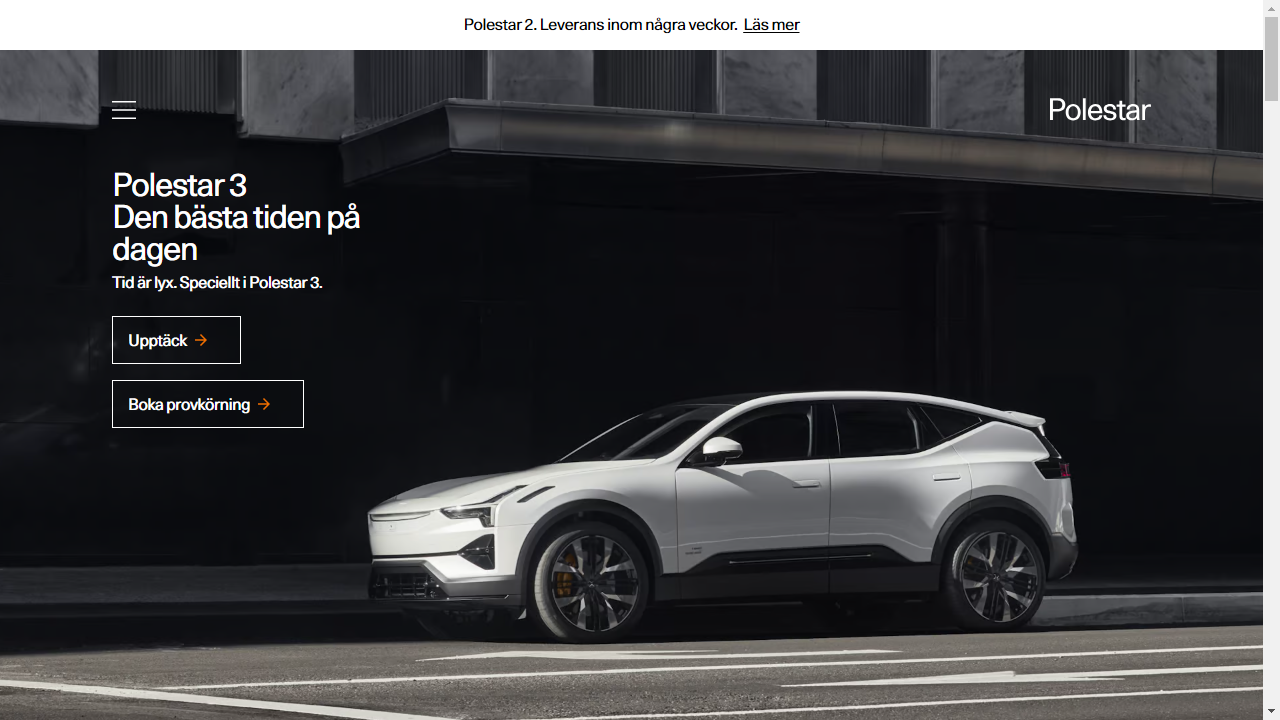 Polestar 2. Leverans inom några veckor. Läs mer
Polestar
Polestar 3
Den bästa tiden på
dagen
Tid är lyx. Speciellt i Polestar 3.
Upptäck
Boka provkörning